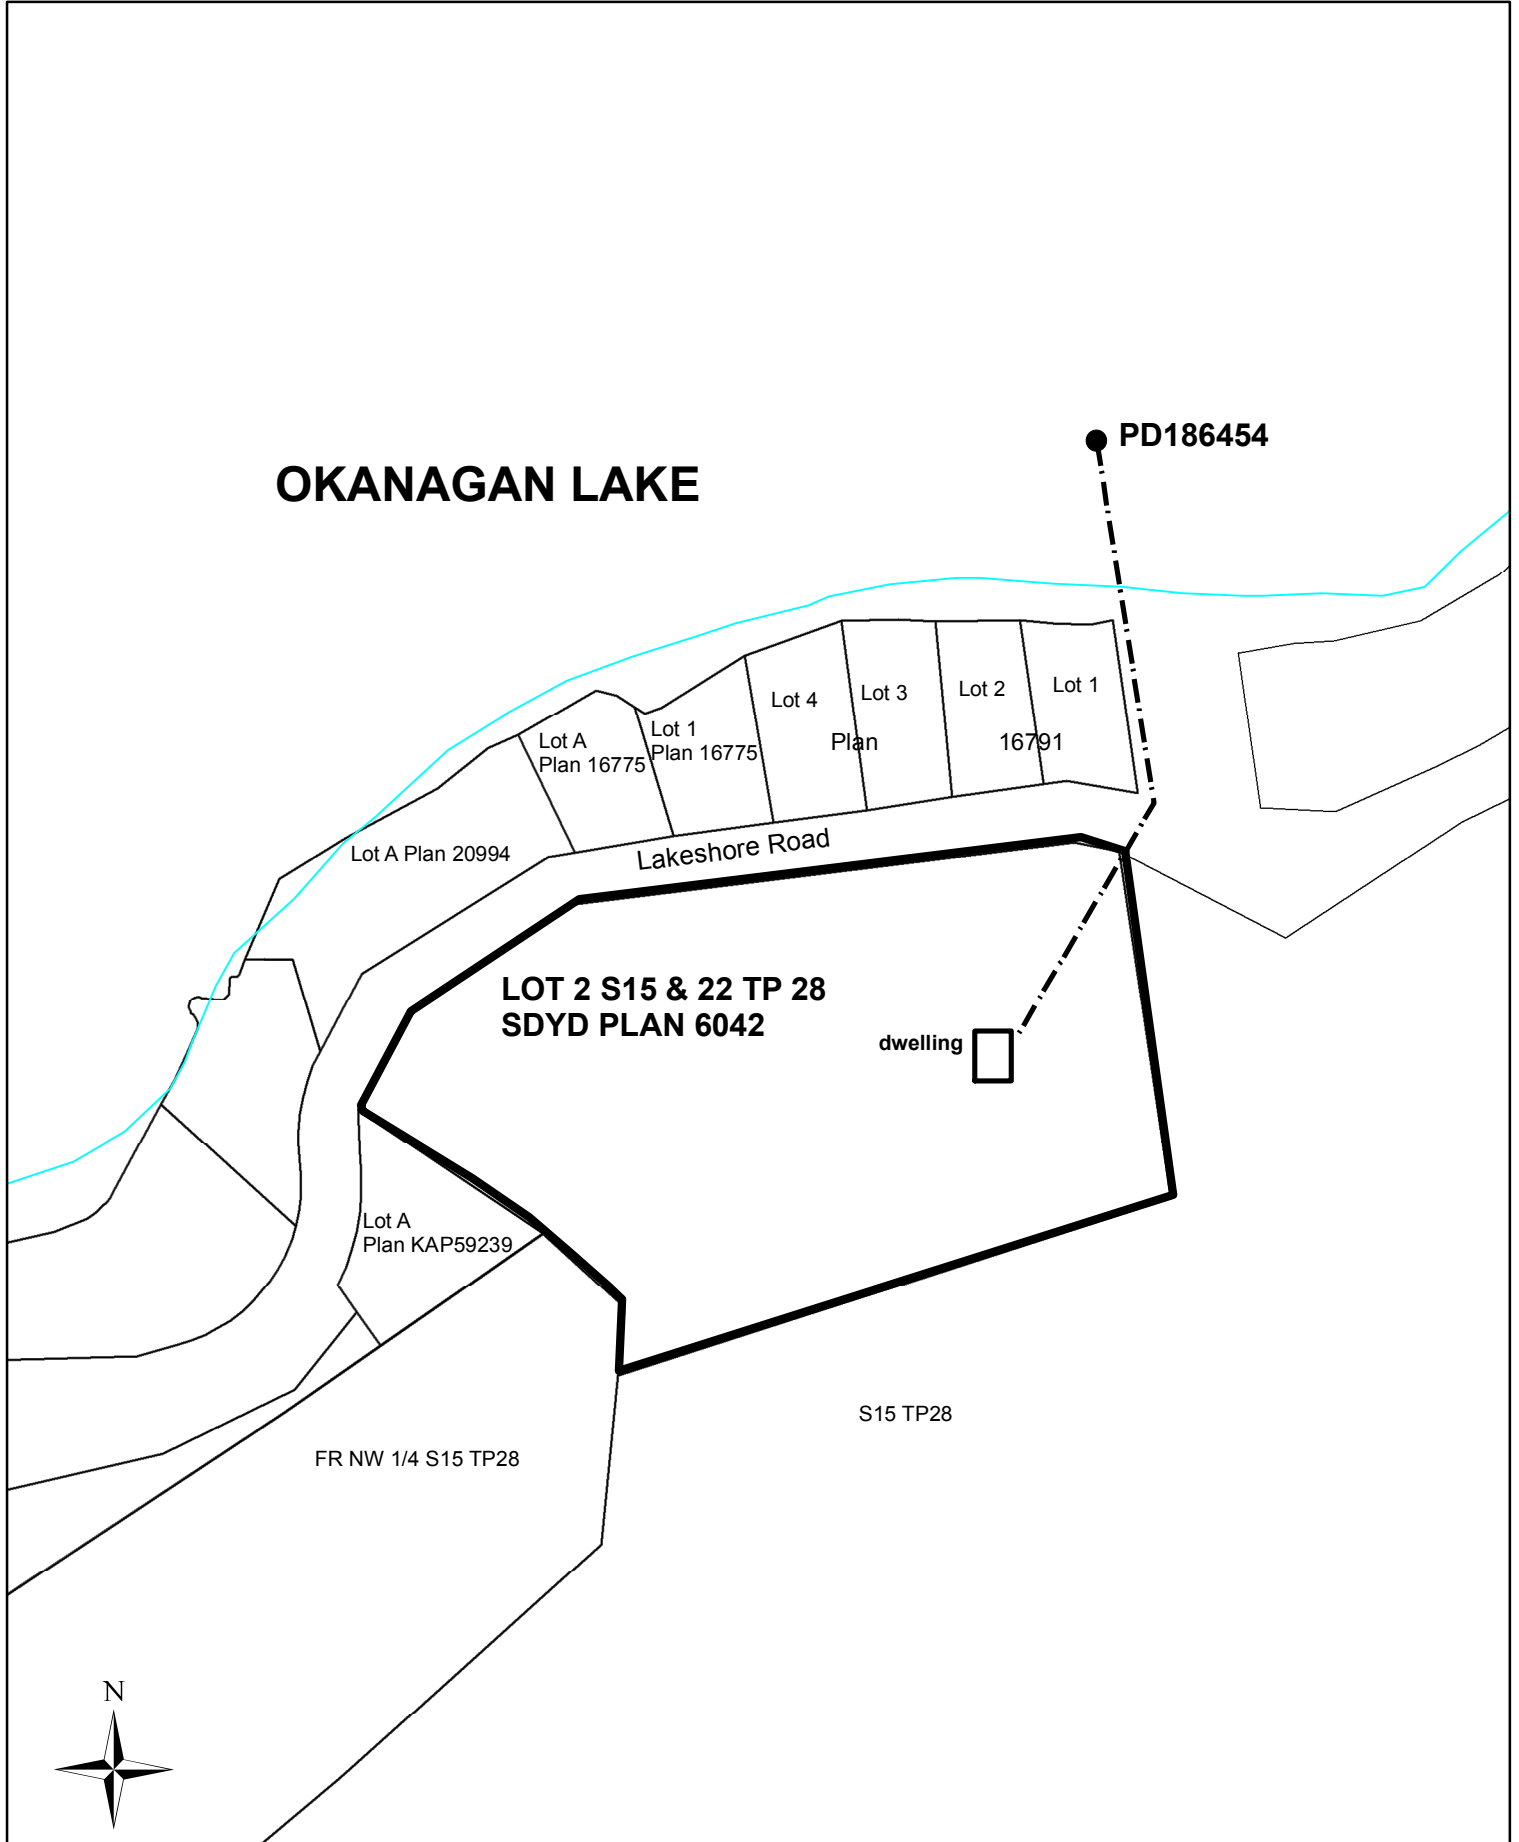 PD186454
OKANAGAN LAKE
Lot 1
Lot 2
Lot 3
Lot 4
Lot 1
Plan 16775
Lot A
Plan 16775
Plan 16791
Lot A Plan 20994
Lakeshore Road
LOT 2 S15 & 22 TP 28
SDYD PLAN 6042
dwelling
Lot A
Plan KAP59239
S15 TP28
FR NW 1/4 S15 TP28
N